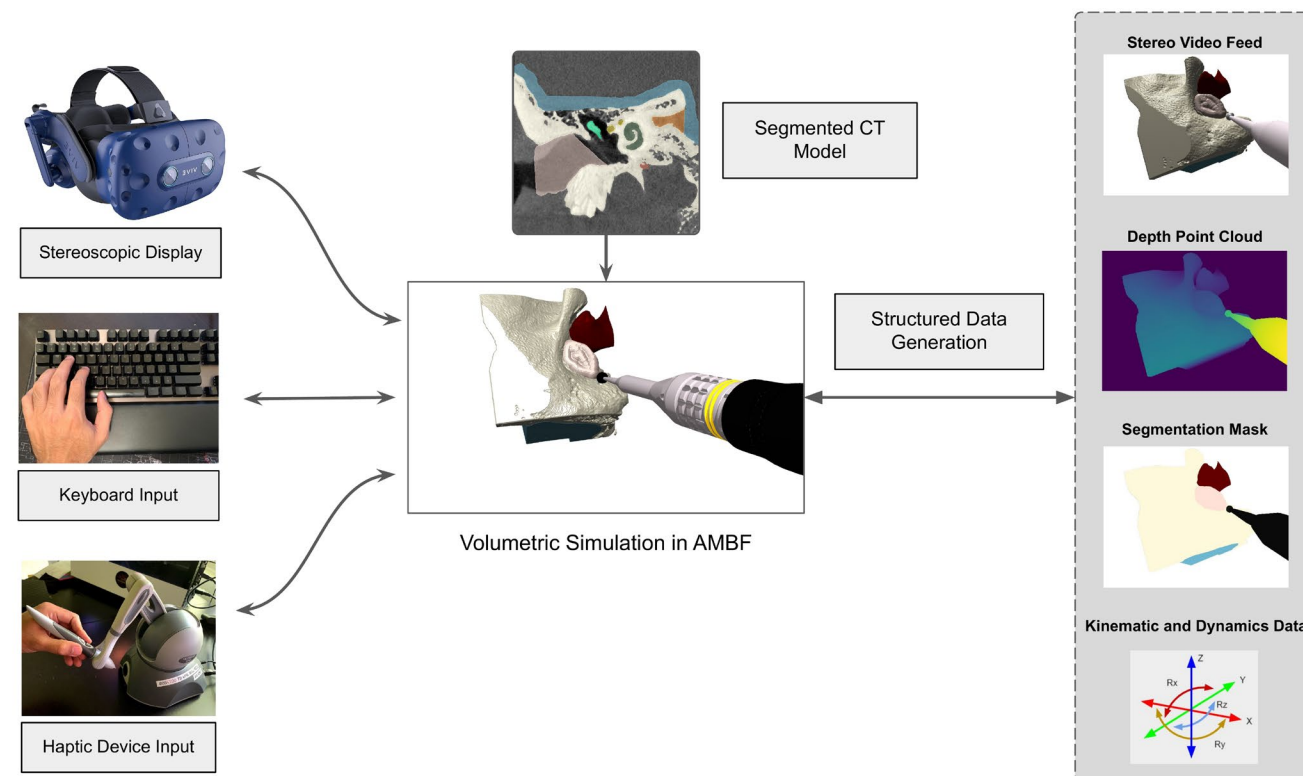 Stereo Video Feed
Segmented CT
Model
VIVE
Stereoscopic Display
Depth Point Cloud
Structured Data
Generation
Segmentation Mask
Keyboard Input
Volumetric Simulation in AMBF
Kinematic and Dynamics Data
Z
Rx
Y
Rz
X
Ry
Haptic Device Input